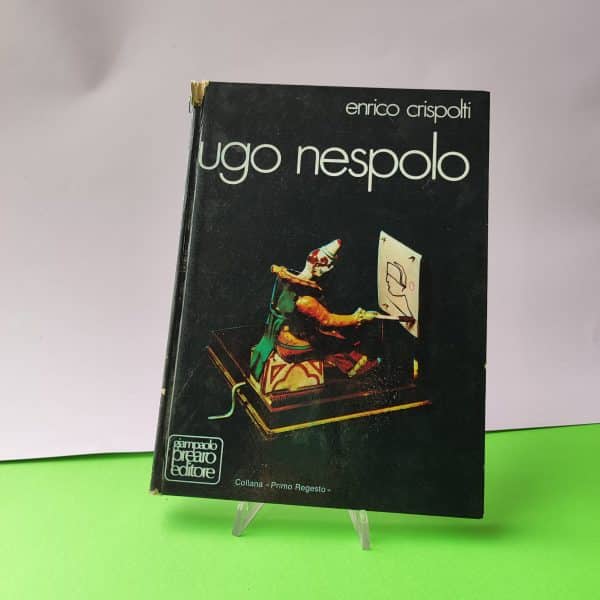 enrico crispolti
ugo nespolo
giampaolo
prearo
editore
Collana «Primo Regesto»